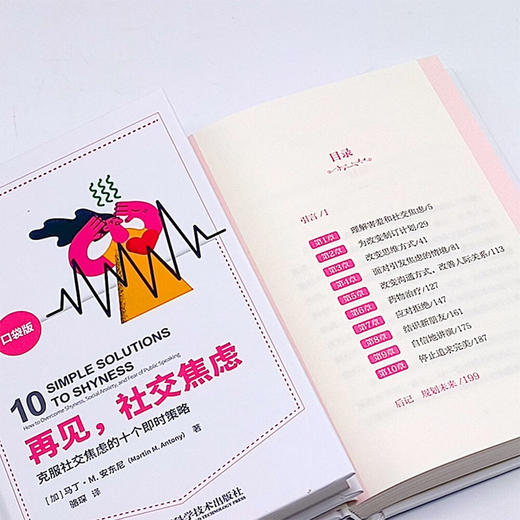 口袋版
10 SIMPLE SOLUTIONS
TO SHYNESS
How to Overcome Shyness, Social Anxiety, and Fear of Public Speaking
再见，社交焦虑
克服社交焦虑的十个即时策略
[加] 马丁·M. 安东尼 (Martin M. Antony) 著
骆琛 译
科学技术出版社
目录
引言/1
第1章 理解害羞和社交焦虑/5
第2章 为改变制订计划/29
第3章 改变思维方式/41
第4章 面对引发焦虑的情境/81
第5章 改变沟通方式，改善人际关系/113
第6章 药物治疗/127
第7章 应对拒绝/147
第8章 结识新朋友/161
第9章 自信地讲演/175
第10章 停止追求完美/187
后记 规划未来/199